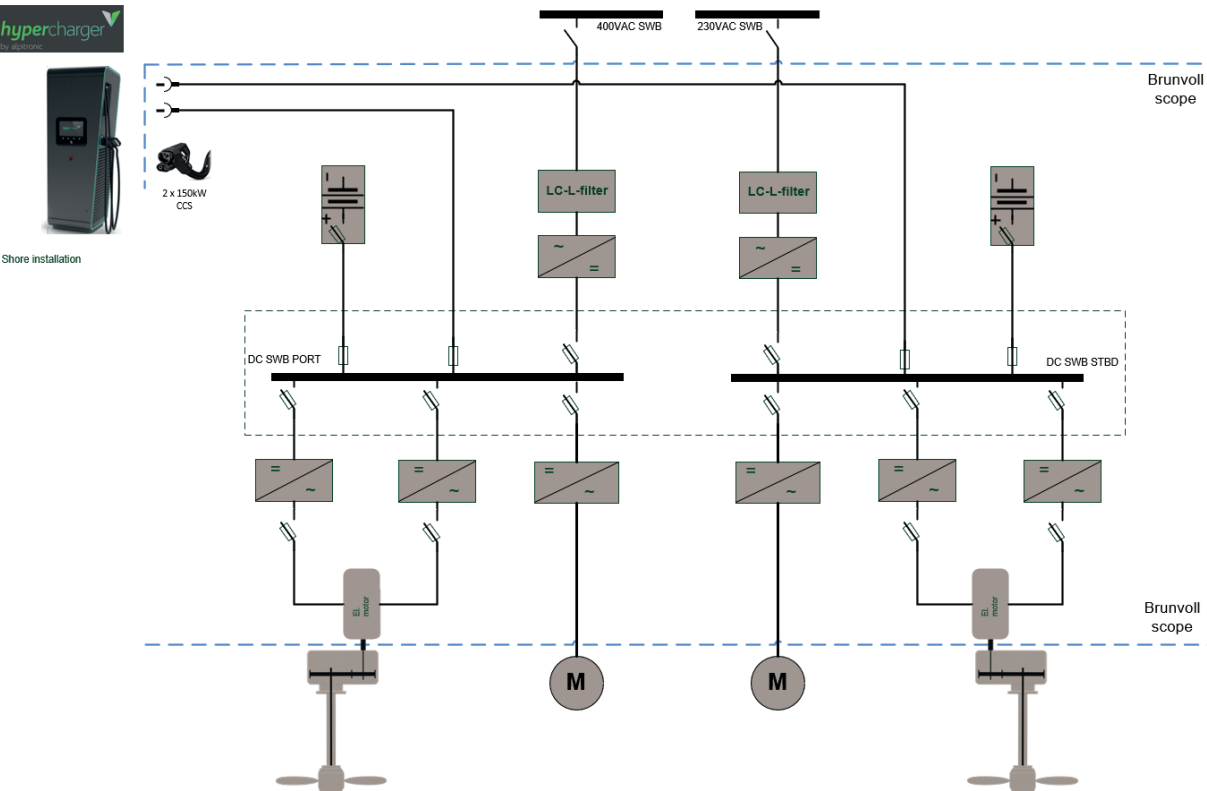 hypercharger
by alpitronic
400VAC SWB
230VAC SWB
Brunvoll
scope
2 x 150kW
CCS
Shore installation
LC-L-filter
LC-L-filter
DC SWB PORT
DC SWB STBD
El.
motor
El.
motor
Brunvoll
scope
M
M